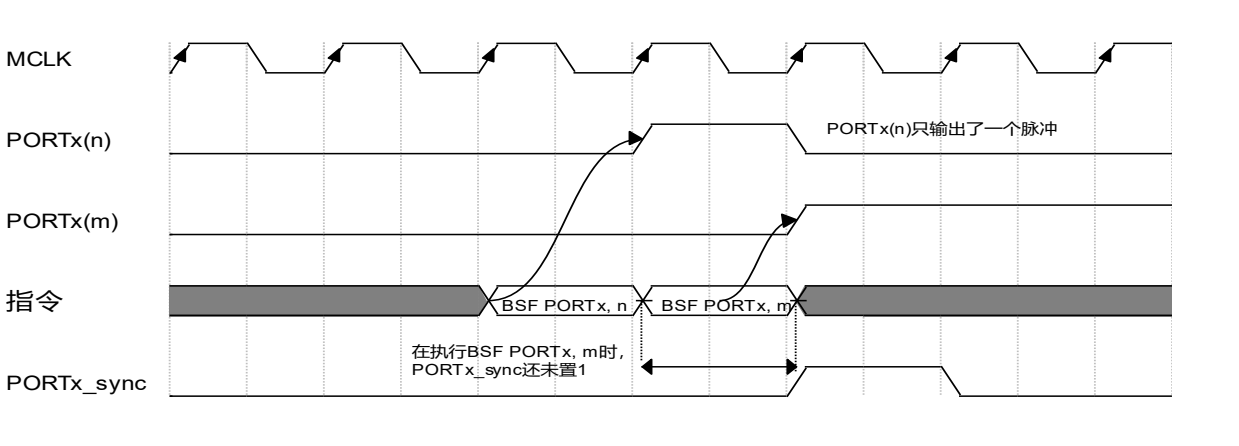 MCLK
PORTx(n)
PORTx(n)只输出了一个脉冲
PORTx(m)
指令
BSF PORTx, n
BSF PORTx, m
在执行BSF PORTx, m时,
PORTx_sync还未置1
PORTx_sync